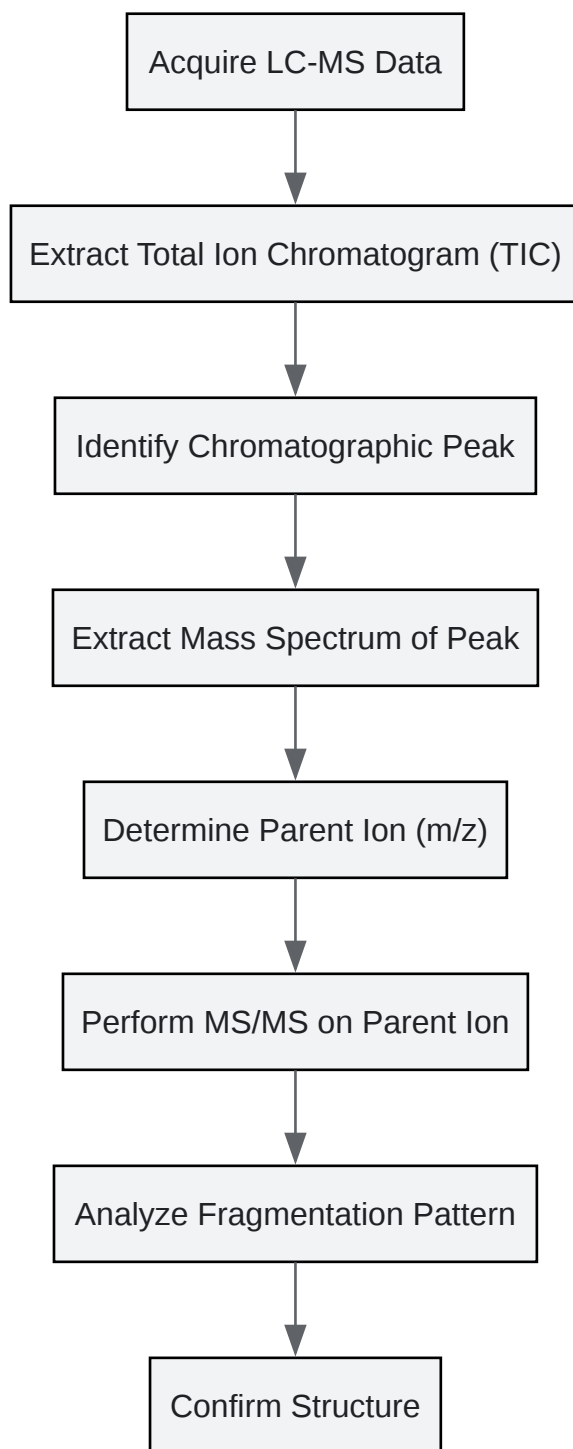 Acquire LC-MS Data
Extract Total Ion Chromatogram (TIC)
Identify Chromatographic Peak
Extract Mass Spectrum of Peak
Determine Parent Ion (m/z)
Perform MS/MS on Parent Ion
Analyze Fragmentation Pattern
Confirm Structure